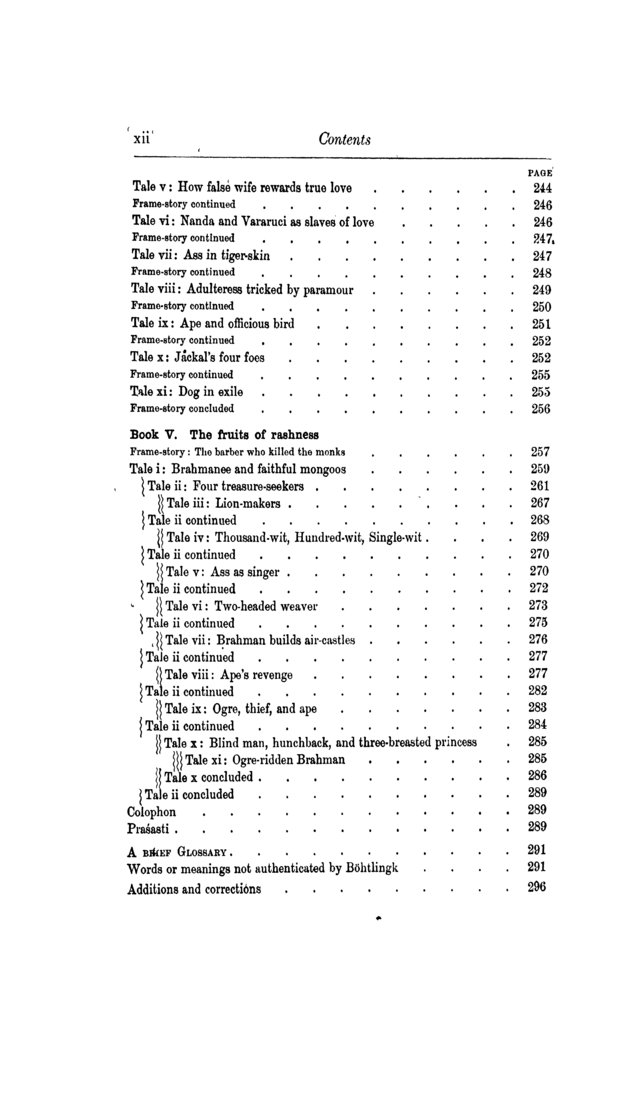 xii Contents
PAGE
Tale v: How false wife rewards true love . . . . . . 244
Frame-story continued . . . . . . . . . . 246
Tale vi: Nanda and Vararuci as slaves of love . . . . . 246
Frame-story continued . . . . . . . . . . 247
Tale vii: Ass in tiger-skin . . . . . . . . . 247
Frame-story continued . . . . . . . . . . 248
Tale viii: Adulteress tricked by paramour . . . . . . 249
Frame-story continued . . . . . . . . . . 250
Tale ix: Ape and officious bird . . . . . . . . 251
Frame-story continued . . . . . . . . . . 252
Tale x: Jackal's four foes . . . . . . . . . 252
Frame-story continued . . . . . . . . . . 255
Tale xi: Dog in exile . . . . . . . . . . 255
Frame-story concluded . . . . . . . . . . 256
Book V. The fruits of rashness
Frame-story: The barber who killed the monks . . . . . . 257
Tale i: Brahmanee and faithful mongoos . . . . . . 259
} Tale ii: Four treasure-seekers . . . . . . . . 261
}} Tale iii: Lion-makers . . . . . . . . . 267
} Tale ii continued . . . . . . . . . . 268
}} Tale iv: Thousand-wit, Hundred-wit, Single-wit . . . . 269
} Tale ii continued . . . . . . . . . . 270
}} Tale v: Ass as singer . . . . . . . . . 270
} Tale ii continued . . . . . . . . . . 272
}} Tale vi: Two-headed weaver . . . . . . . 273
} Tale ii continued . . . . . . . . . . 275
}} Tale vii: Brahman builds air-castles . . . . . . 276
} Tale ii continued . . . . . . . . . . 277
}} Tale viii: Ape's revenge . . . . . . . . 277
} Tale ii continued . . . . . . . . . . 282
}} Tale ix: Ogre, thief, and ape . . . . . . . 283
} Tale ii continued . . . . . . . . . . 284
}} Tale x: Blind man, hunchback, and three-breasted princess . 285
}}} Tale xi: Ogre-ridden Brahman . . . . . . 285
}} Tale x concluded . . . . . . . . . . 286
} Tale ii concluded . . . . . . . . . . 289
Colophon . . . . . . . . . . . . 289
Praśasti . . . . . . . . . . . . . 289
A BRIEF GLOSSARY . . . . . . . . . . . 291
Words or meanings not authenticated by Böhtlingk . . . . 291
Additions and corrections . . . . . . . . . 296